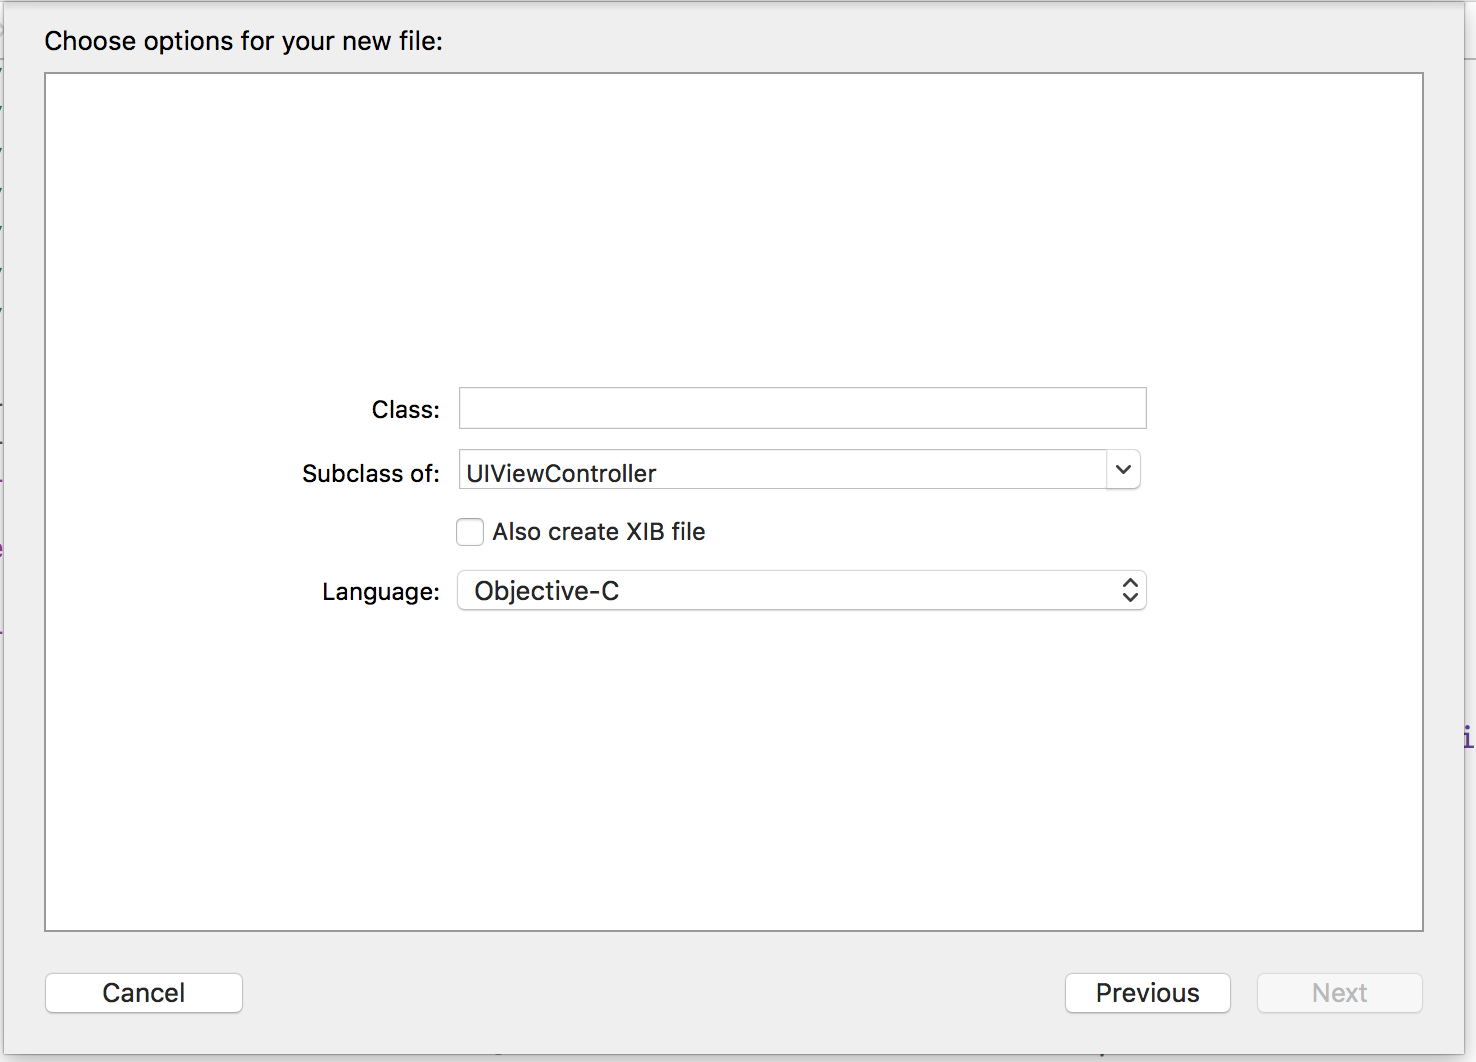 Choose options for your new file:
Class:
Subclass of: UIViewController
Also create XIB file
Language: Objective-C
Cancel Previous Next